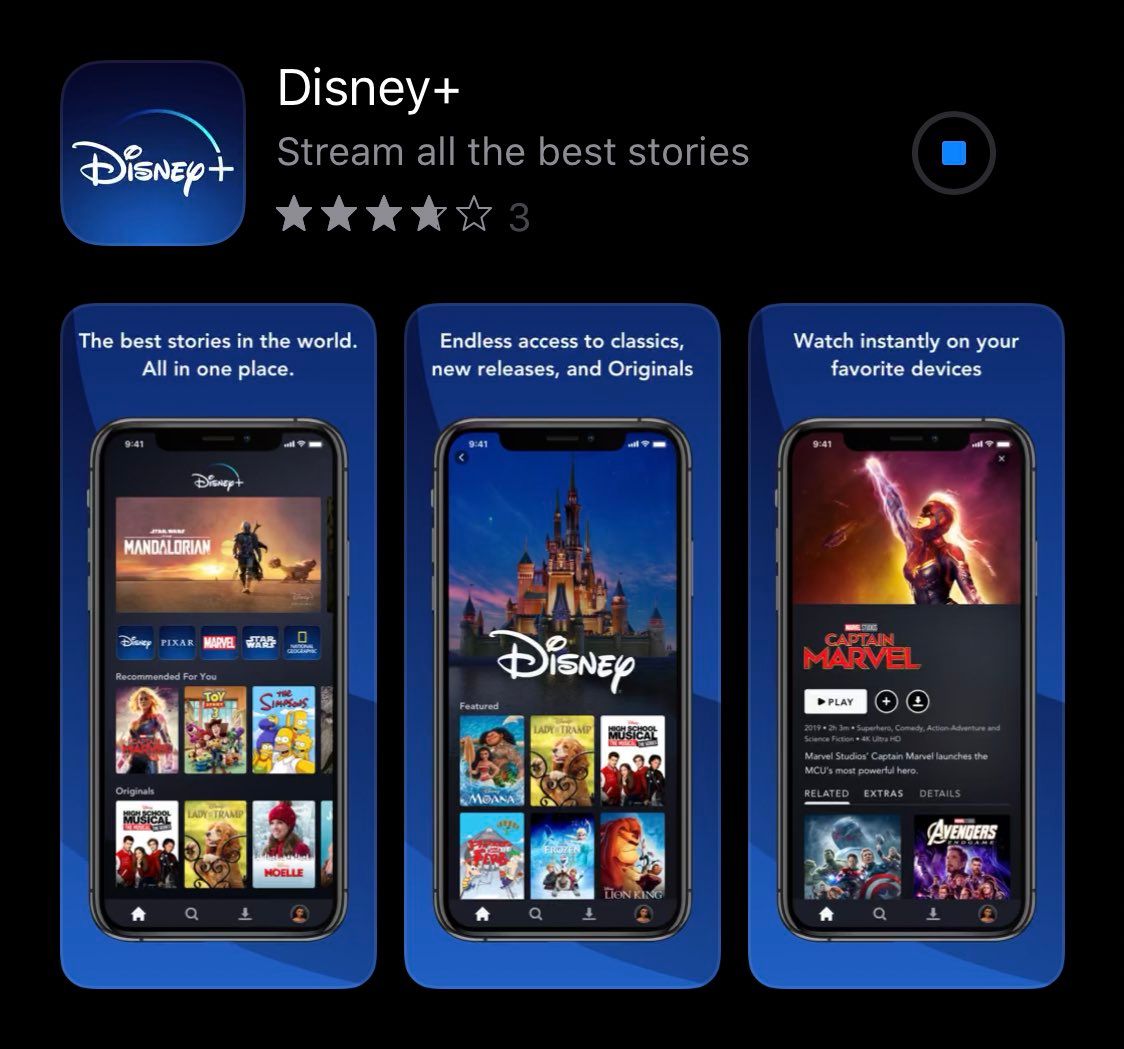 Disney+
Disney+
Stream all the best stories
3
The best stories in the world.
All in one place.
9:41
Disney+
STAR WARS
MANDALORIAN
Disney
PIXAR
MARVEL
STAR WARS
NATIONAL GEOGRAPHIC
Recommended For You
TOY STORY 3
THE SIMPSONS
Originals
Disney
HIGH SCHOOL
MUSICAL
THE MUSICAL THE SERIES
LADY AND THE TRAMP
NOELLE
Endless access to classics,
new releases, and Originals
9:41
Disney
Featured
MOANA
LADY AND THE TRAMP
HIGH SCHOOL
MUSICAL
THE MUSICAL THE SERIES
FROZEN
LION KING
Watch instantly on your
favorite devices
9:41
MARVEL STUDIOS
CAPTAIN
MARVEL
PLAY
2019 • 2h 3m • Superhero, Comedy, Action-Adventure and
Science Fiction • 4K Ultra HD
Marvel Studios' Captain Marvel launches the
MCU's most powerful hero.
RELATED EXTRAS DETAILS
AVENGERS
ENDGAME